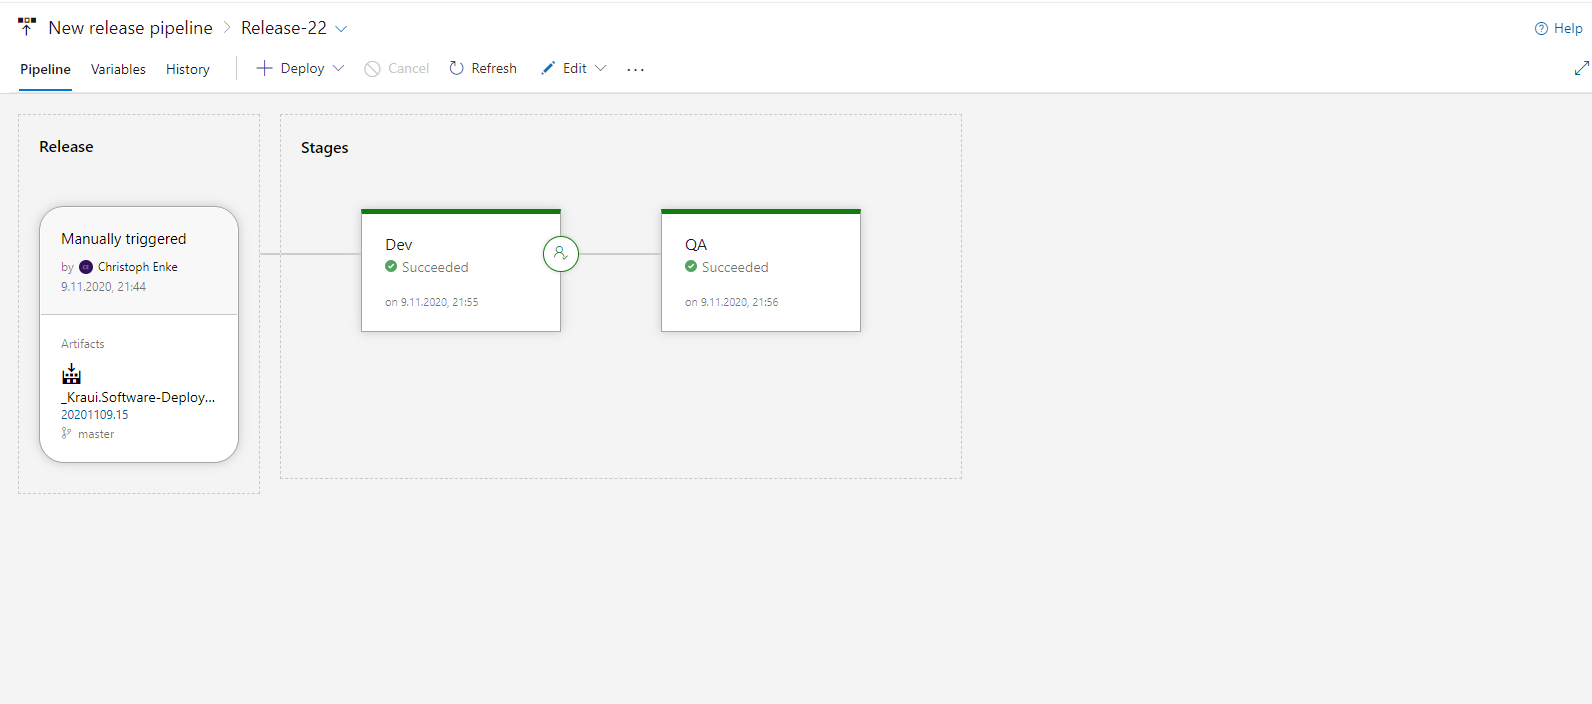 New release pipeline > Release-22
Help
Pipeline Variables History Deploy Cancel Refresh Edit ...
Release
Stages
Manually triggered
by Christoph Enke
9.11.2020, 21:44
Artifacts
_Kraui.Software-Deploy...
20201109.15
master
Dev
Succeeded
on 9.11.2020, 21:55
QA
Succeeded
on 9.11.2020, 21:56